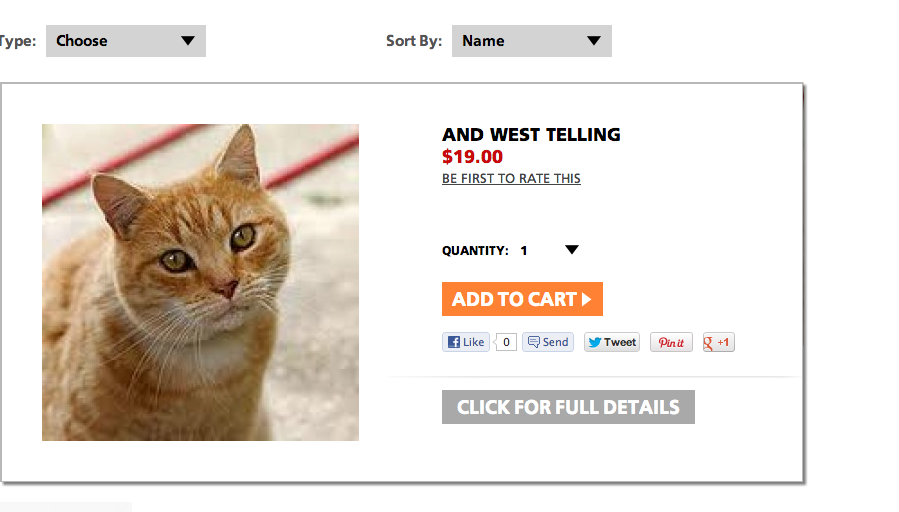 Type: Choose Sort By: Name
AND WEST TELLING
$19.00
BE FIRST TO RATE THIS
QUANTITY: 1
ADD TO CART
Like 0 Send Tweet Pin it +1
CLICK FOR FULL DETAILS